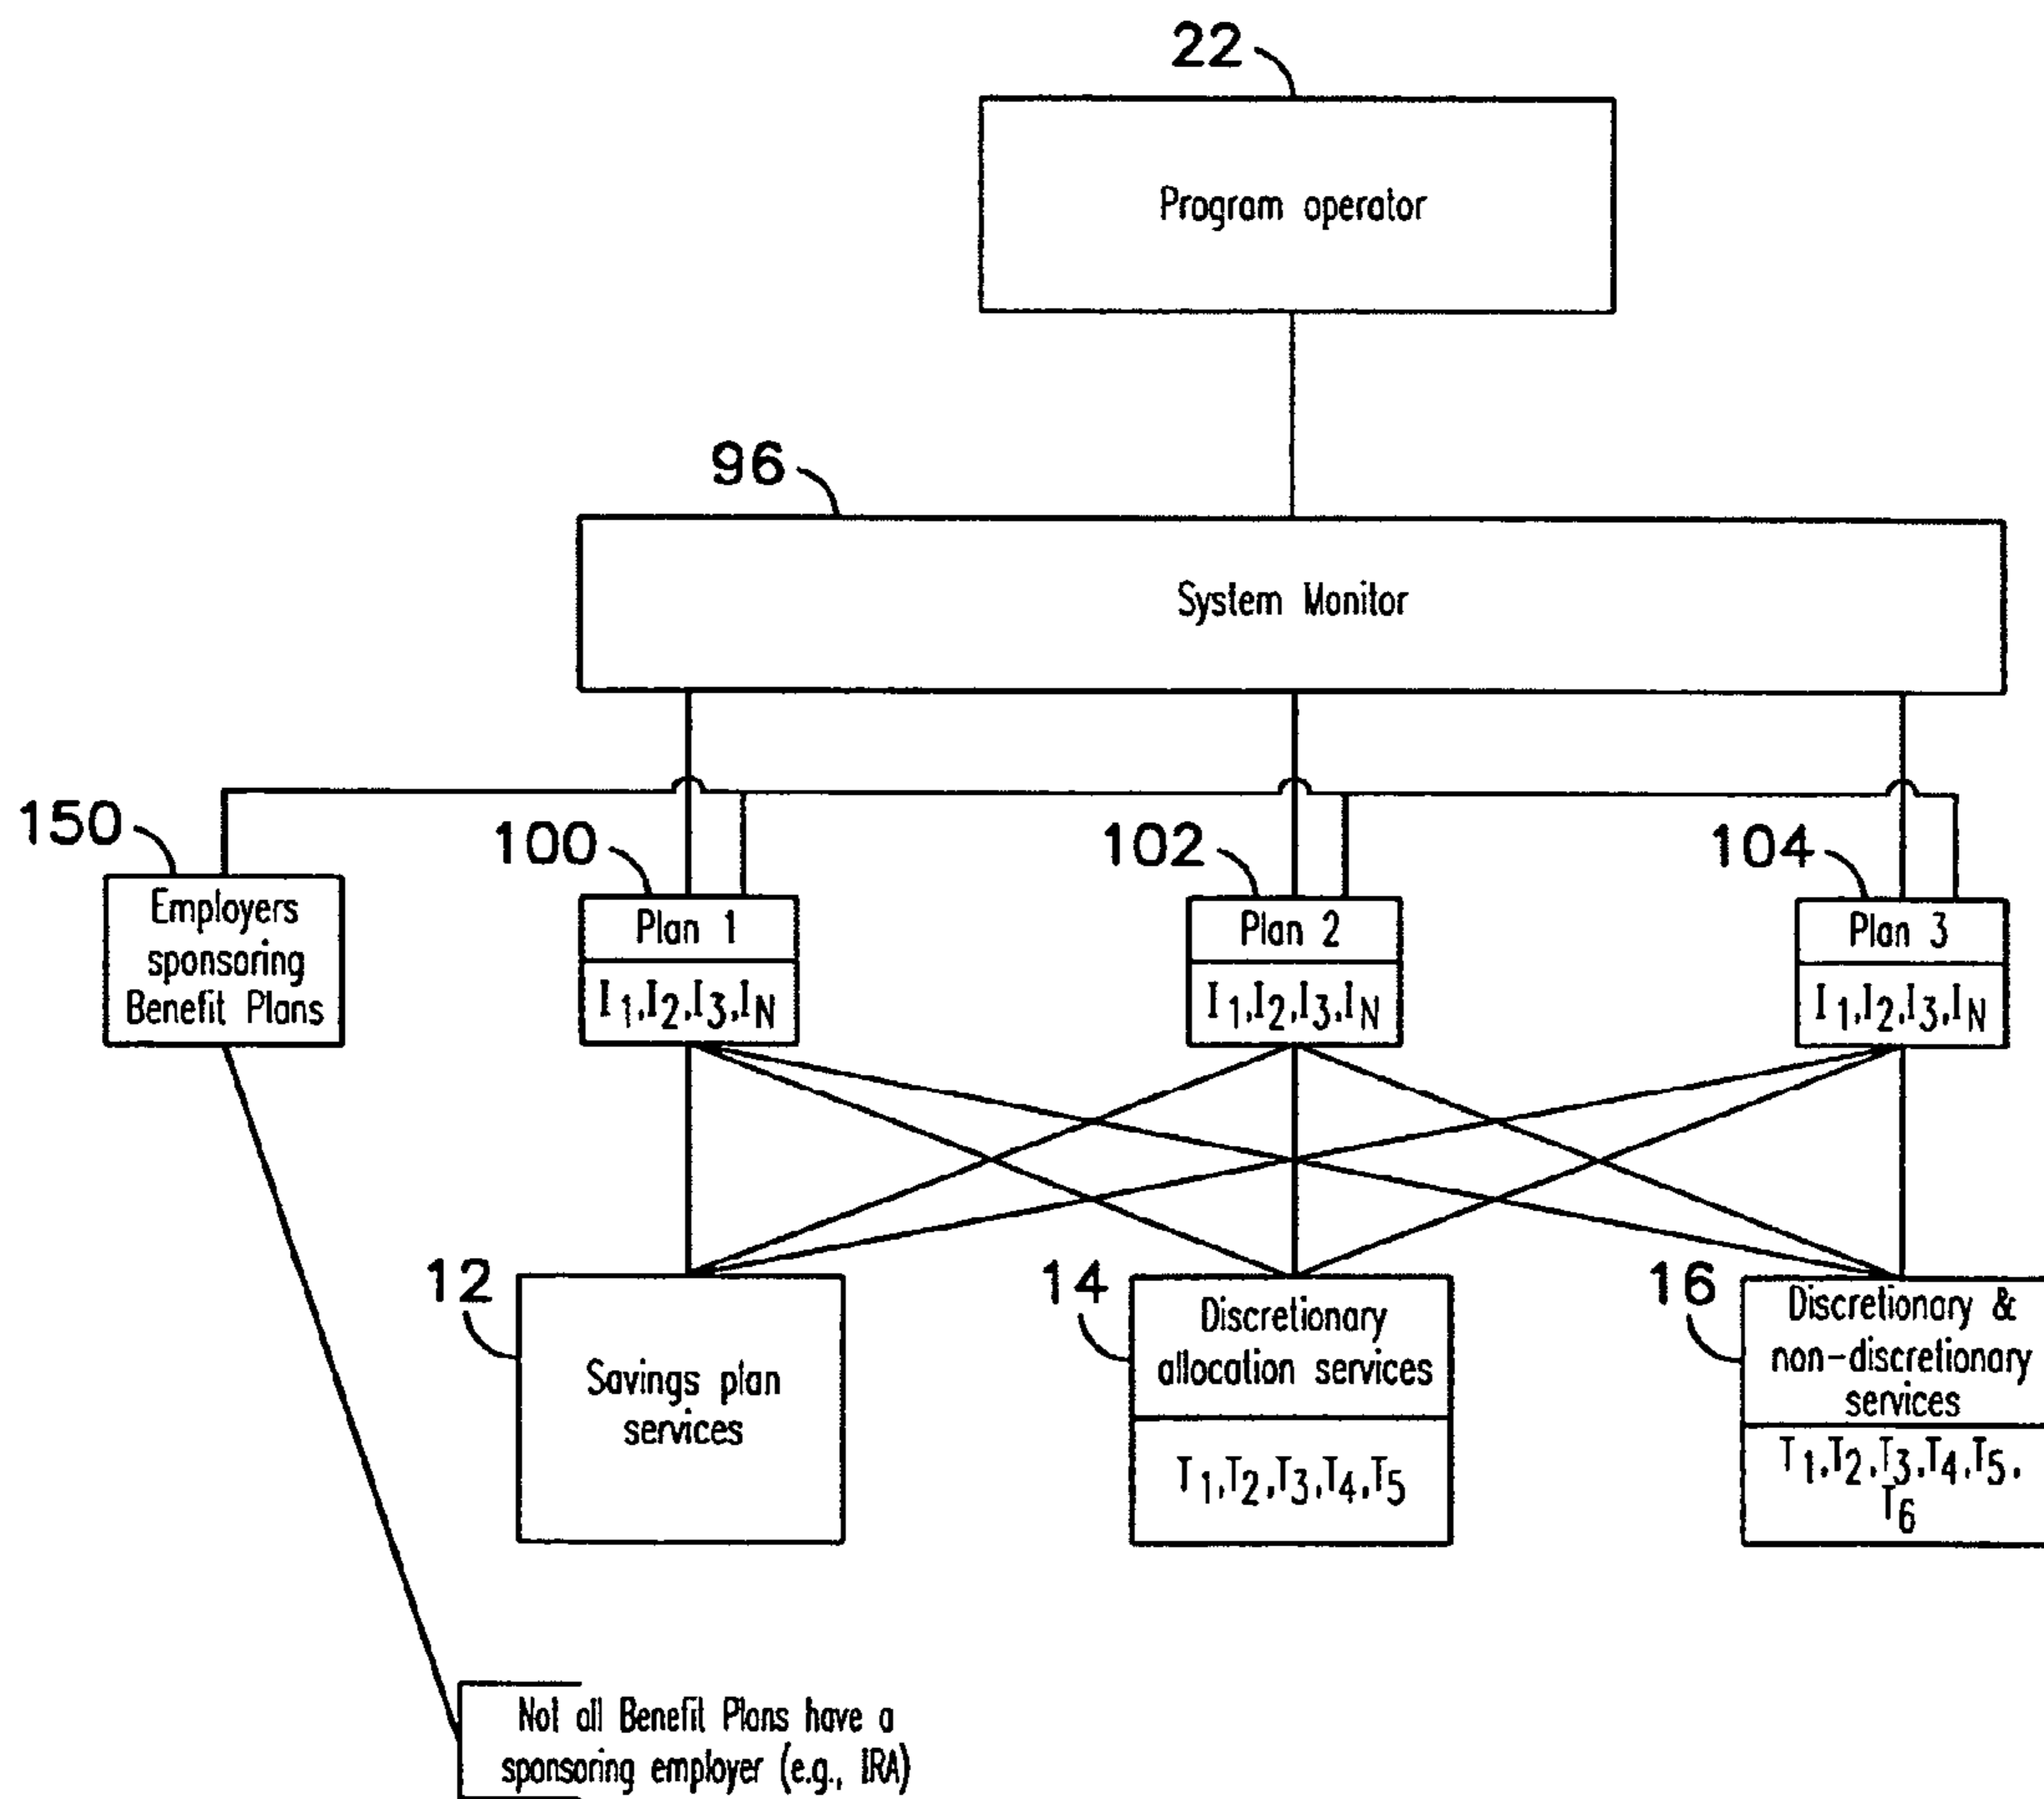 22
Program operator
96
System Monitor
150
Employers
sponsoring
Benefit Plans
100
Plan 1
I1,I2,I3,IN
102
Plan 2
I1,I2,I3,IN
104
Plan 3
I1,I2,I3,IN
12
Savings plan
services
14
Discretionary
allocation services
T1,T2,T3,T4,T5
16
Discretionary &
non-discretionary
services
T1,T2,T3,T4,T5,
T6
Not all Benefit Plans have a
sponsoring employer (e.g., IRA)